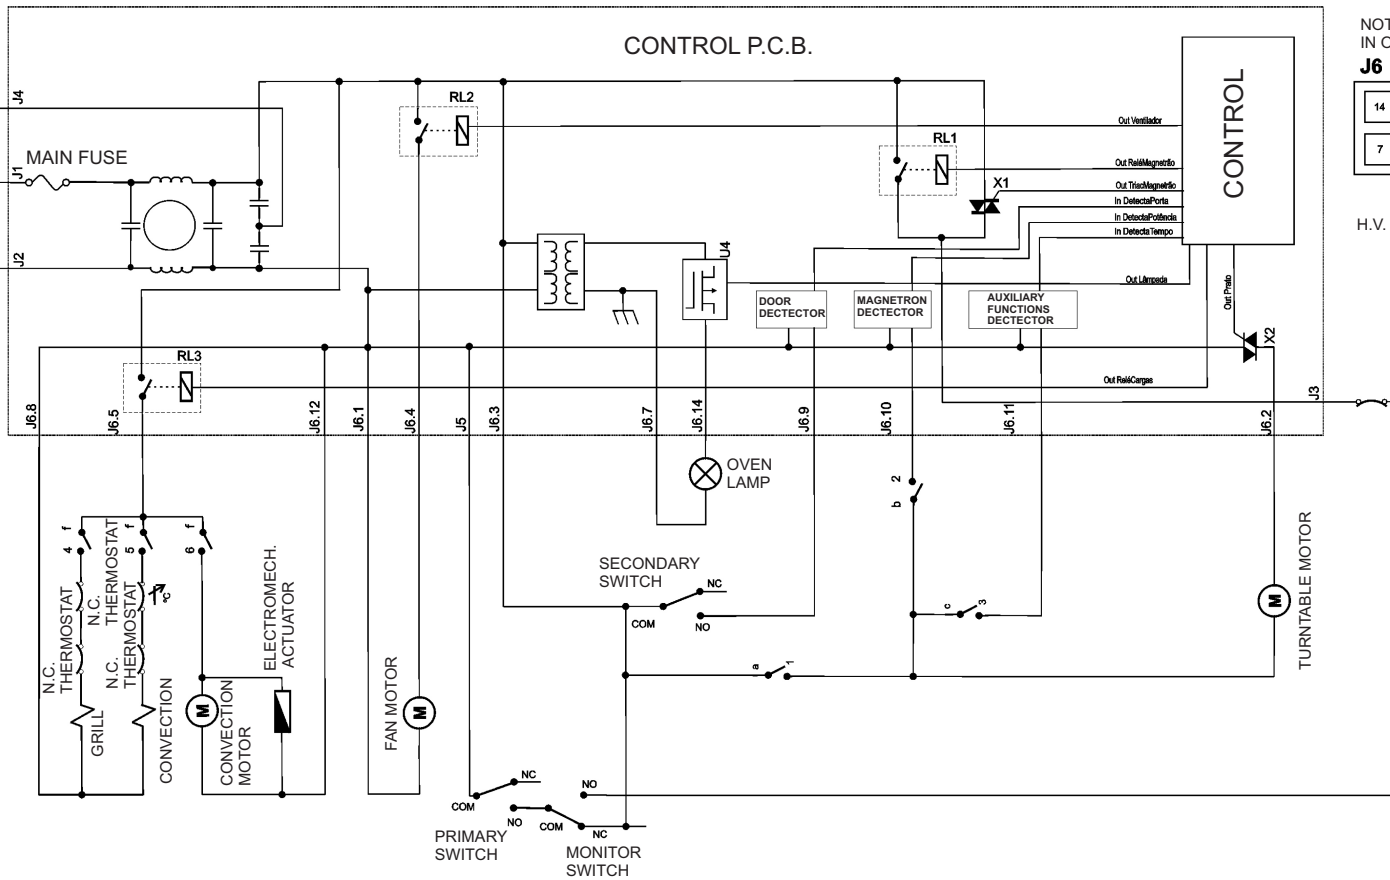 CONTROL P.C.B.
NOT
IN C
J6
14
7
H.V.
J4
MAIN FUSE
J1
J2
RL2
RL1
X1
CONTROL
Out Ventilador
Out ReléMagnetrão
Out TriacMagnetrão
In DetectaPorta
In DetectaPotência
In DetectaTempo
Out Lâmpada
Out Prato
U4
DOOR
DECTECTOR
MAGNETRON
DECTECTOR
AUXILIARY
FUNCTIONS
DECTECTOR
X2
RL3
Out ReléCargas
J3
J6.8
J6.5
J6.12
J6.1
J6.4
J5
J6.3
J6.7
J6.14
J6.9
J6.10
J6.11
J6.2
OVEN
LAMP
2
b
f
4
f
5
f
6
N.C.
THERMOSTAT
N.C.
THERMOSTAT
N.C.
THERMOSTAT
°C
ELECTROMECH.
ACTUATOR
SECONDARY
SWITCH
NC
COM
NO
c
3
a
1
M
TURNTABLE MOTOR
GRILL
CONVECTION
M
CONVECTION
MOTOR
FAN MOTOR
M
NC
COM
NO
NO
COM
NC
PRIMARY
SWITCH
MONITOR
SWITCH